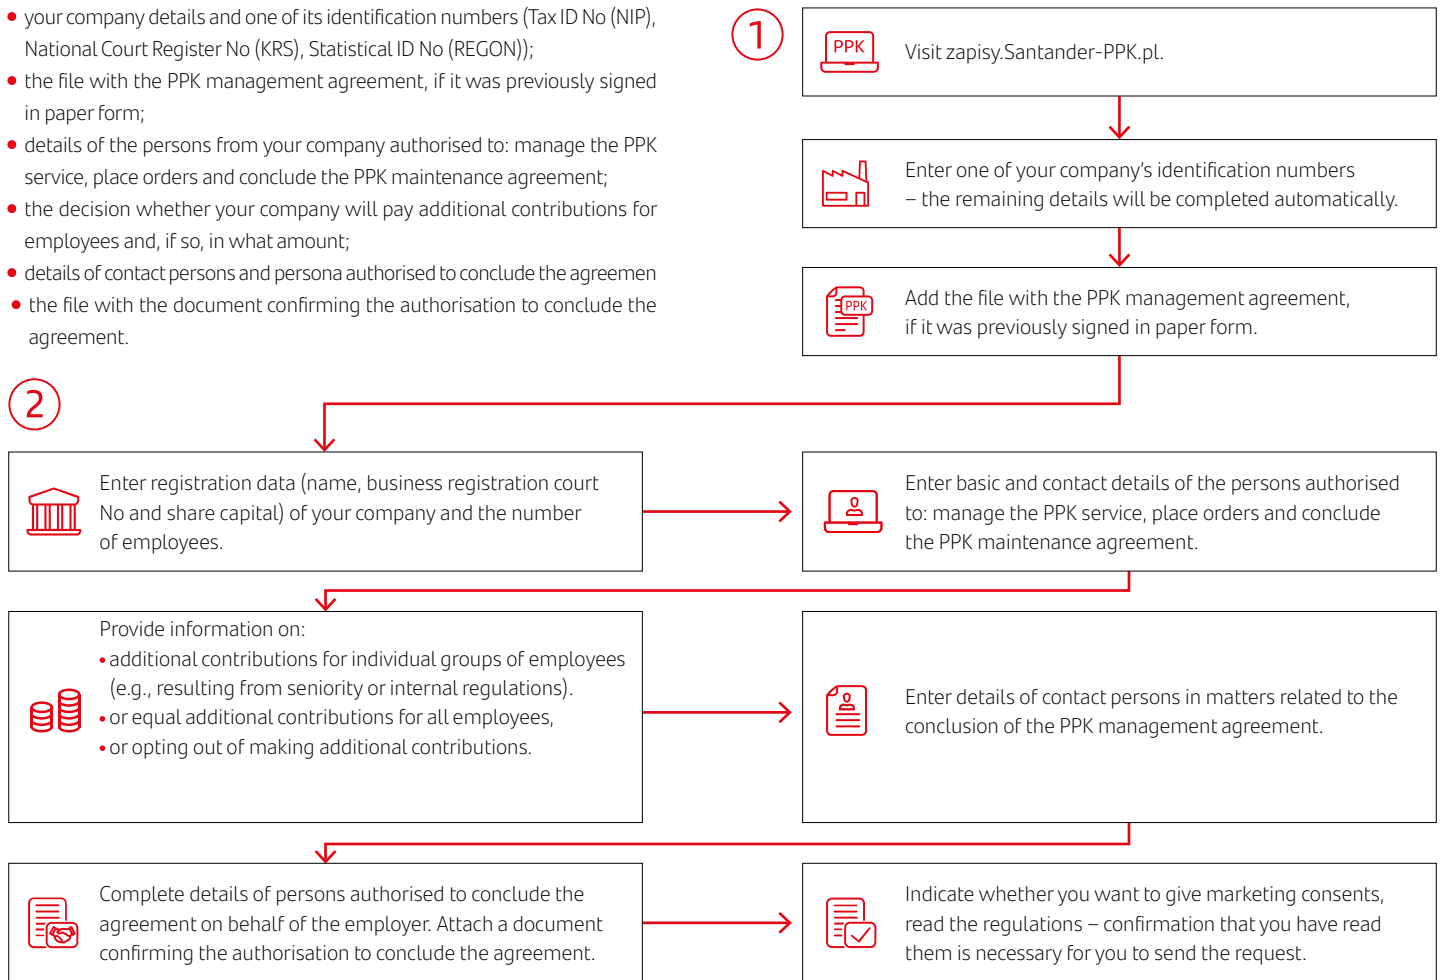 • your company details and one of its identification numbers (Tax ID No (NIP),
National Court Register No (KRS), Statistical ID No (REGON));
• the file with the PPK management agreement, if it was previously signed
in paper form;
• details of the persons from your company authorised to: manage the PPK
service, place orders and conclude the PPK maintenance agreement;
• the decision whether your company will pay additional contributions for
employees and, if so, in what amount;
• details of contact persons and persona authorised to conclude the agreemen
• the file with the document confirming the authorisation to conclude the
agreement.
1
PPK
Visit zapisy.Santander-PPK.pl.
Enter one of your company's identification numbers
– the remaining details will be completed automatically.
PPK
Add the file with the PPK management agreement,
if it was previously signed in paper form.
2
Enter registration data (name, business registration court
No and share capital) of your company and the number
of employees.
Enter basic and contact details of the persons authorised
to: manage the PPK service, place orders and conclude
the PPK maintenance agreement.
Provide information on:
• additional contributions for individual groups of employees
(e.g., resulting from seniority or internal regulations).
• or equal additional contributions for all employees,
• or opting out of making additional contributions.
Enter details of contact persons in matters related to the
conclusion of the PPK management agreement.
Complete details of persons authorised to conclude the
agreement on behalf of the employer. Attach a document
confirming the authorisation to conclude the agreement.
Indicate whether you want to give marketing consents,
read the regulations – confirmation that you have read
them is necessary for you to send the request.